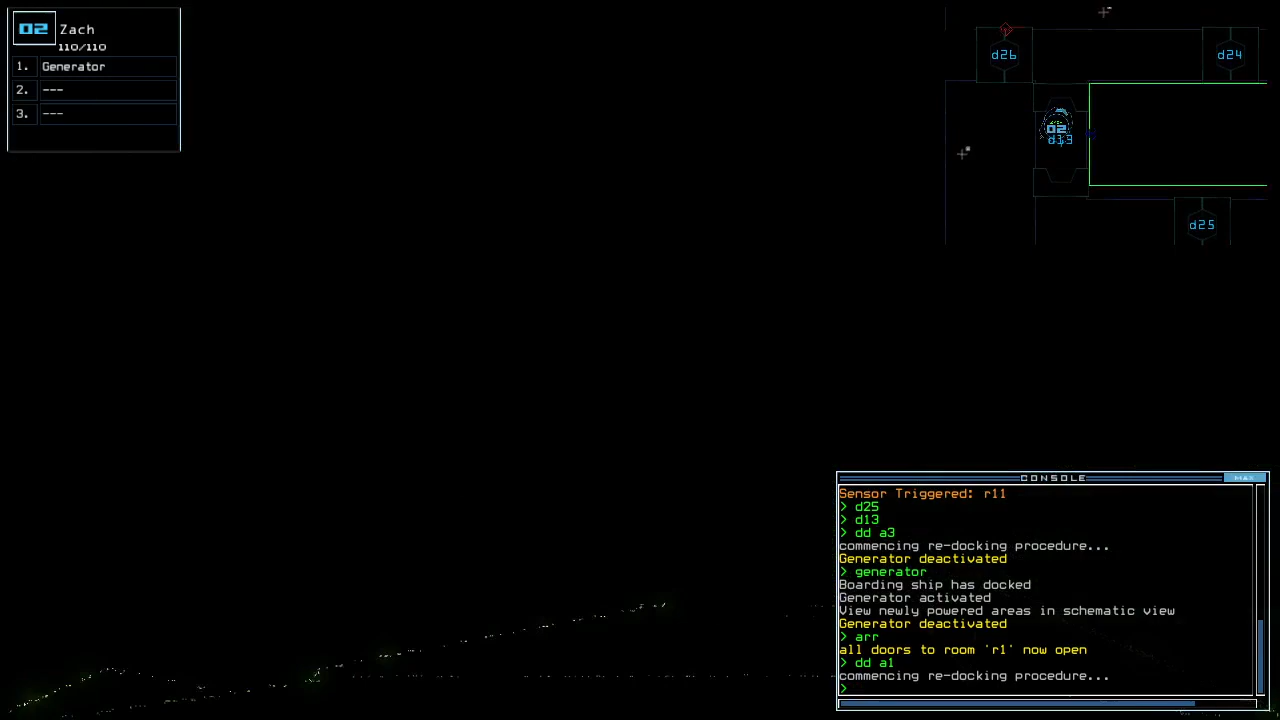 02 Zach
110/110
1. Generator
2. ---
3. ---
d26
d24
02
d13
d25
CONSOLE
MAX
Sensor Triggered: r11
> d25
> d13
> dd a3
commencing re-docking procedure...
Generator deactivated
> generator
Boarding ship has docked
Generator activated
View newly powered areas in schematic view
Generator deactivated
> arr
all doors to room 'r1' now open
> dd a1
commencing re-docking procedure...
>